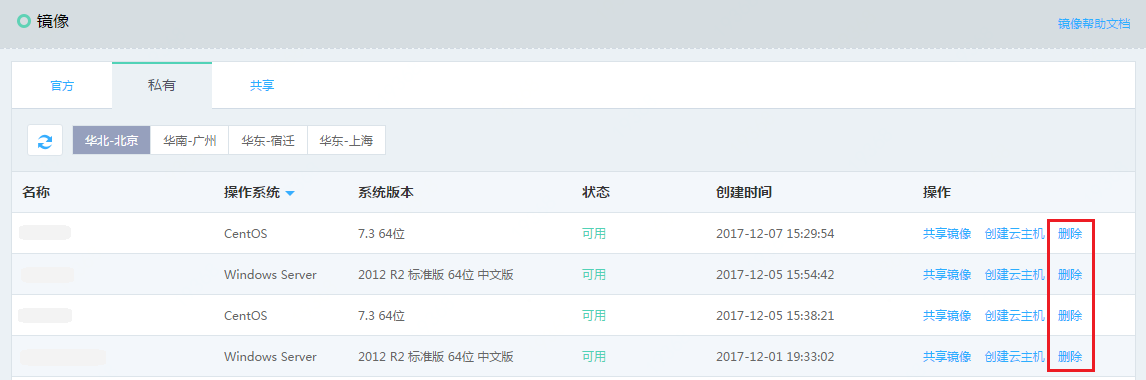 镜像
镜像帮助文档
官方 私有 共享
华北-北京 华南-广州 华东-宿迁 华东-上海
名称 操作系统 系统版本 状态 创建时间 操作
CentOS 7.3 64位 可用 2017-12-07 15:29:54 共享镜像 创建云主机 删除
Windows Server 2012 R2 标准版 64位 中文版 可用 2017-12-05 15:54:42 共享镜像 创建云主机 删除
CentOS 7.3 64位 可用 2017-12-05 15:38:21 共享镜像 创建云主机 删除
Windows Server 2012 R2 标准版 64位 中文版 可用 2017-12-01 19:33:02 共享镜像 创建云主机 删除